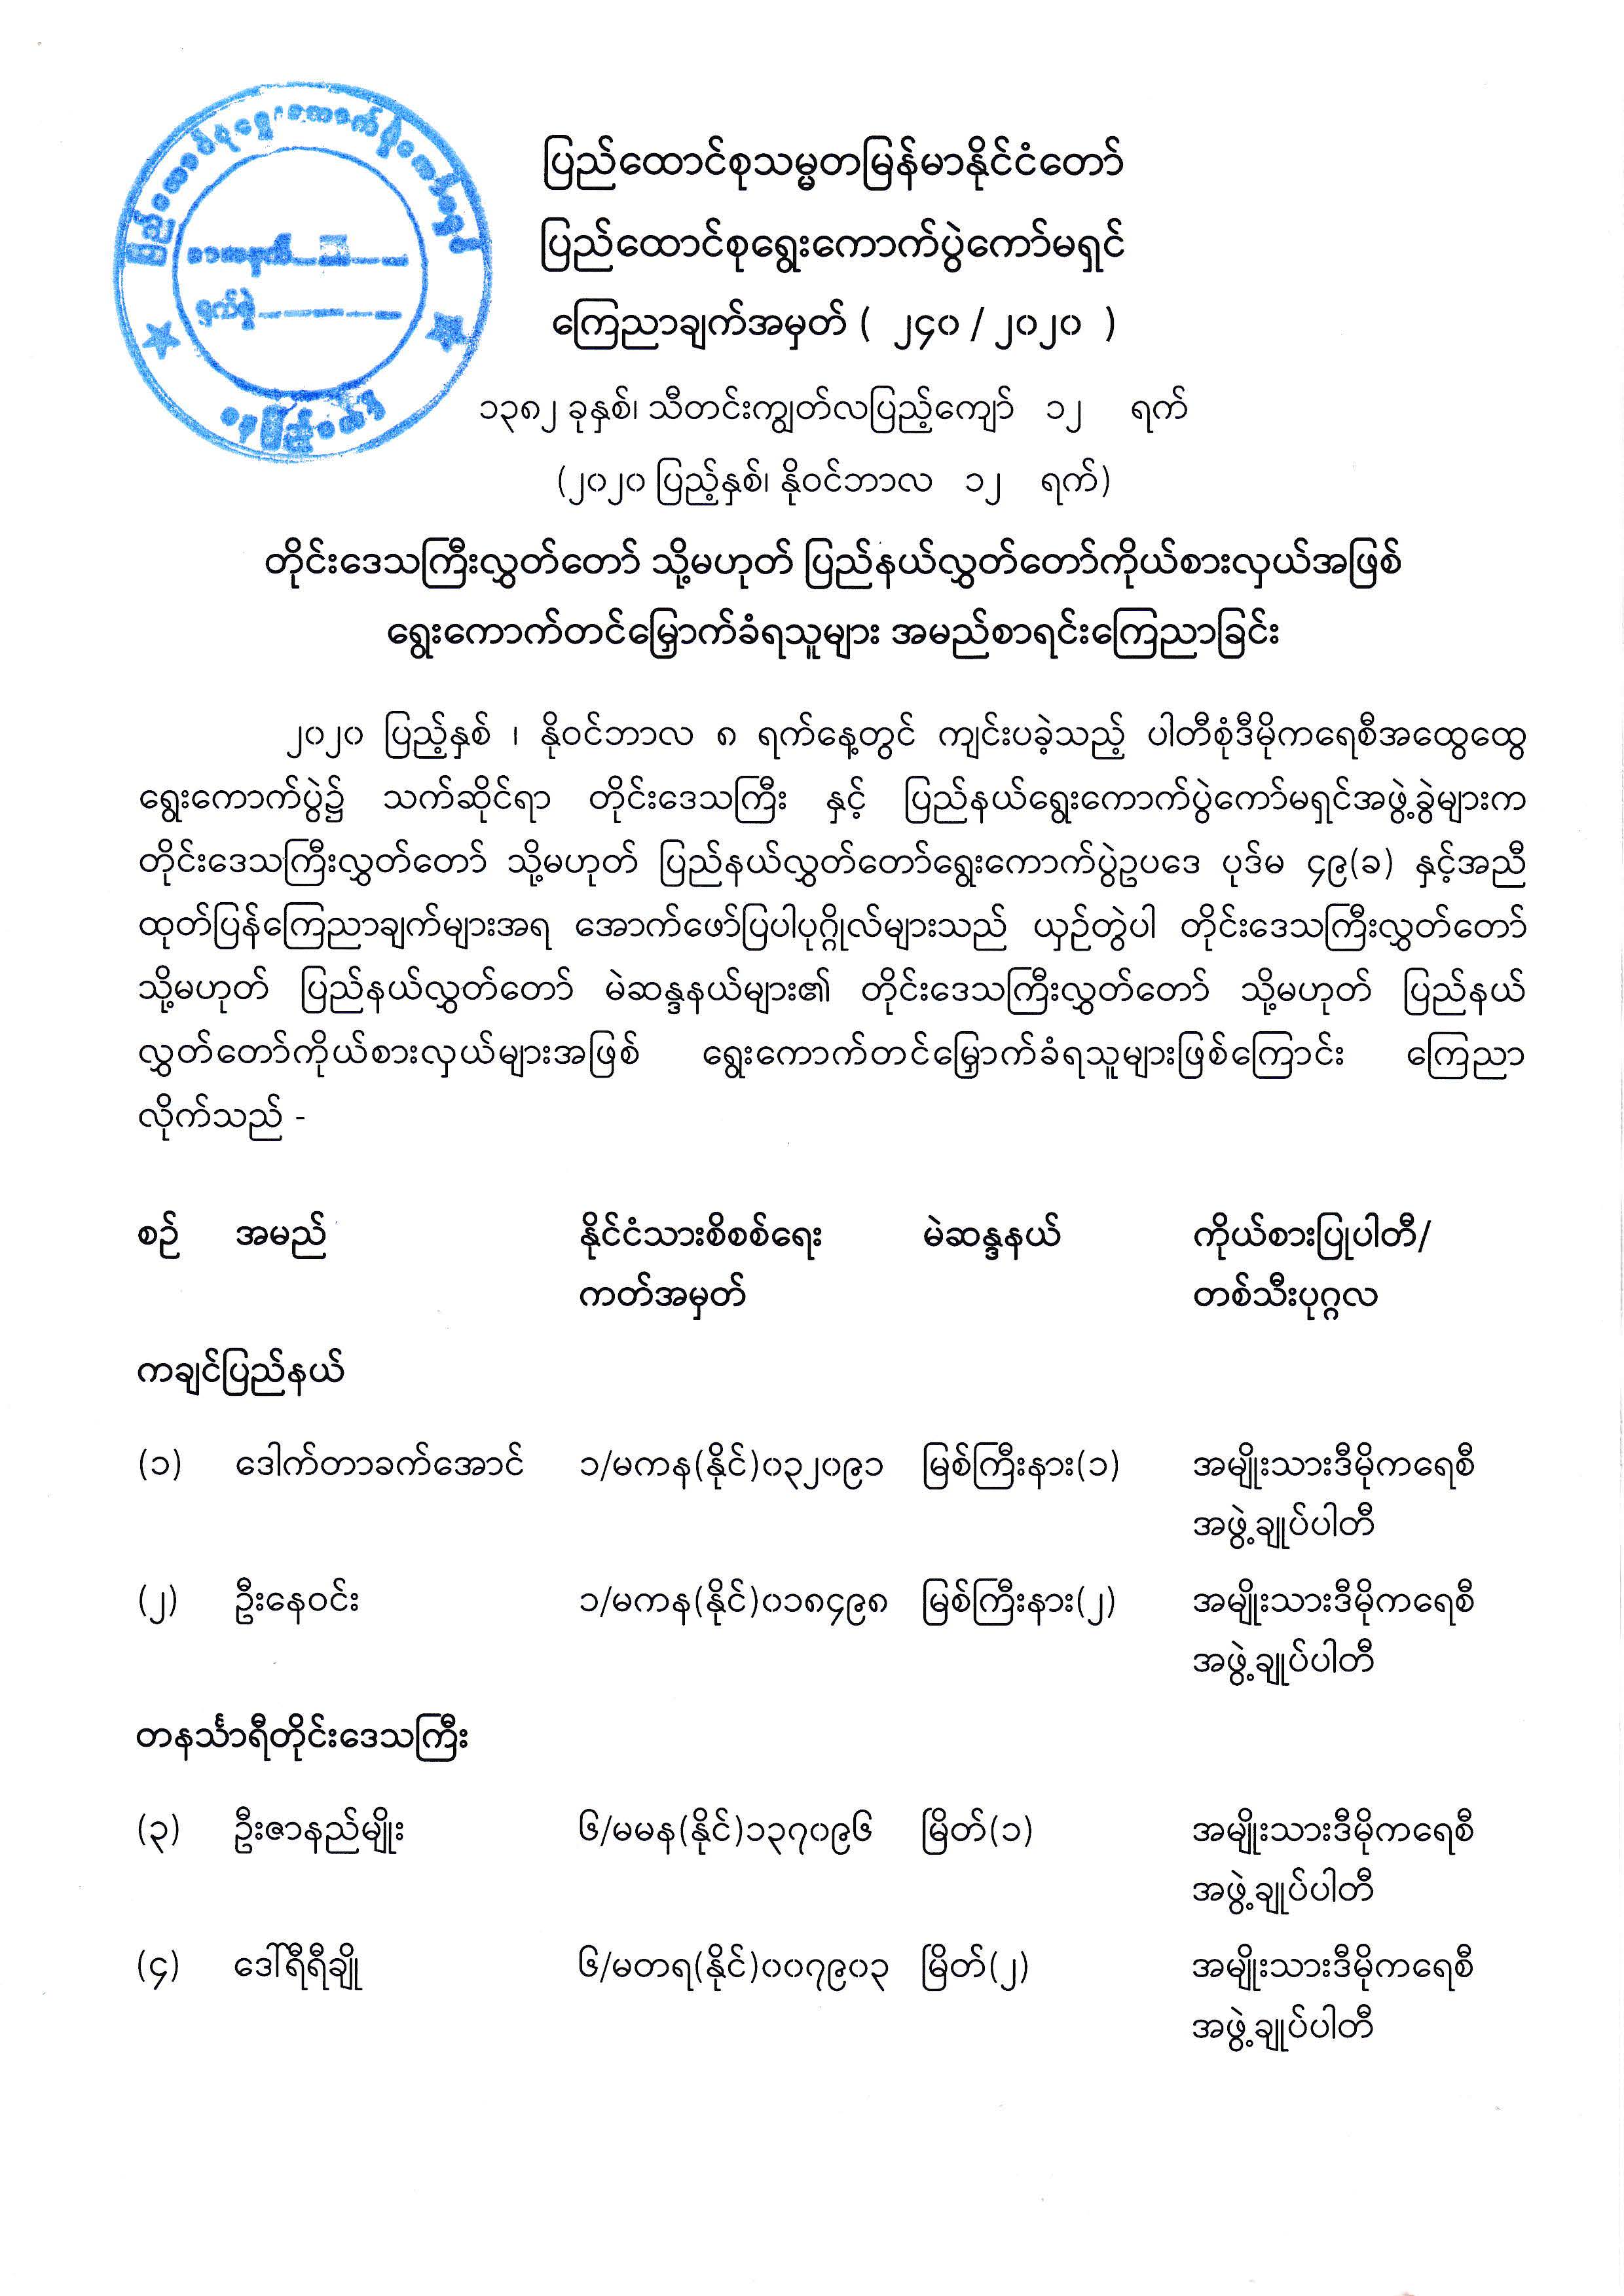 ပြည်ထောင်စုသမ္မတမြန်မာနိုင်ငံတော်
ပြည်ထောင်စုရွေးကောက်ပွဲကော်မရှင်
ကြေညာချက်အမှတ် ( ၂၄၀ / ၂၀၂၀ )
၁၃၈၂ ခုနှစ်၊ သီတင်းကျွတ်လပြည့်ကျော် ၁၂ ရက်
(၂၀၂၀ ပြည့်နှစ်၊ နိုဝင်ဘာလ ၁၂ ရက်)
တိုင်းဒေသကြီးလွှတ်တော် သို့မဟုတ် ပြည်နယ်လွှတ်တော်ကိုယ်စားလှယ်အဖြစ်
ရွေးကောက်တင်မြှောက်ခံရသူများ အမည်စာရင်းကြေညာခြင်း
၂၀၂၀ ပြည့်နှစ် ၊ နိုဝင်ဘာလ ၈ ရက်နေ့တွင် ကျင်းပခဲ့သည့် ပါတီစုံဒီမိုကရေစီအထွေထွေ
ရွေးကောက်ပွဲ၌ သက်ဆိုင်ရာ တိုင်းဒေသကြီး နှင့် ပြည်နယ်ရွေးကောက်ပွဲကော်မရှင်အဖွဲ့ခွဲများက
တိုင်းဒေသကြီးလွှတ်တော် သို့မဟုတ် ပြည်နယ်လွှတ်တော်ရွေးကောက်ပွဲဥပဒေ ပုဒ်မ ၄၉(ခ) နှင့်အညီ
ထုတ်ပြန်ကြေညာချက်များအရ အောက်ဖော်ပြပါပုဂ္ဂိုလ်များသည် ယှဉ်တွဲပါ တိုင်းဒေသကြီးလွှတ်တော်
သို့မဟုတ် ပြည်နယ်လွှတ်တော် မဲဆန္ဒနယ်များ၏ တိုင်းဒေသကြီးလွှတ်တော် သို့မဟုတ် ပြည်နယ်
လွှတ်တော်ကိုယ်စားလှယ်များအဖြစ် ရွေးကောက်တင်မြှောက်ခံရသူများဖြစ်ကြောင်း ကြေညာ
လိုက်သည် -
စဉ် အမည် နိုင်ငံသားစိစစ်ရေး မဲဆန္ဒနယ် ကိုယ်စားပြုပါတီ/
ကတ်အမှတ် တစ်သီးပုဂ္ဂလ
ကချင်ပြည်နယ်
(၁) ဒေါက်တာခက်အောင် ၁/မကန(နိုင်)၀၃၂၀၉၁ မြစ်ကြီးနား(၁) အမျိုးသားဒီမိုကရေစီ
အဖွဲ့ချုပ်ပါတီ
(၂) ဦးနေဝင်း ၁/မကန(နိုင်)၀၁၈၄၉၈ မြစ်ကြီးနား(၂) အမျိုးသားဒီမိုကရေစီ
အဖွဲ့ချုပ်ပါတီ
တနင်္သာရီတိုင်းဒေသကြီး
(၃) ဦးဇာနည်မျိုး ၆/မမန(နိုင်)၁၃၇၀၉၆ မြိတ်(၁) အမျိုးသားဒီမိုကရေစီ
အဖွဲ့ချုပ်ပါတီ
(၄) ဒေါ်ရီရီချို ၆/မတရ(နိုင်)၀၀၇၉၀၃ မြိတ်(၂) အမျိုးသားဒီမိုကရေစီ
အဖွဲ့ချုပ်ပါတီ